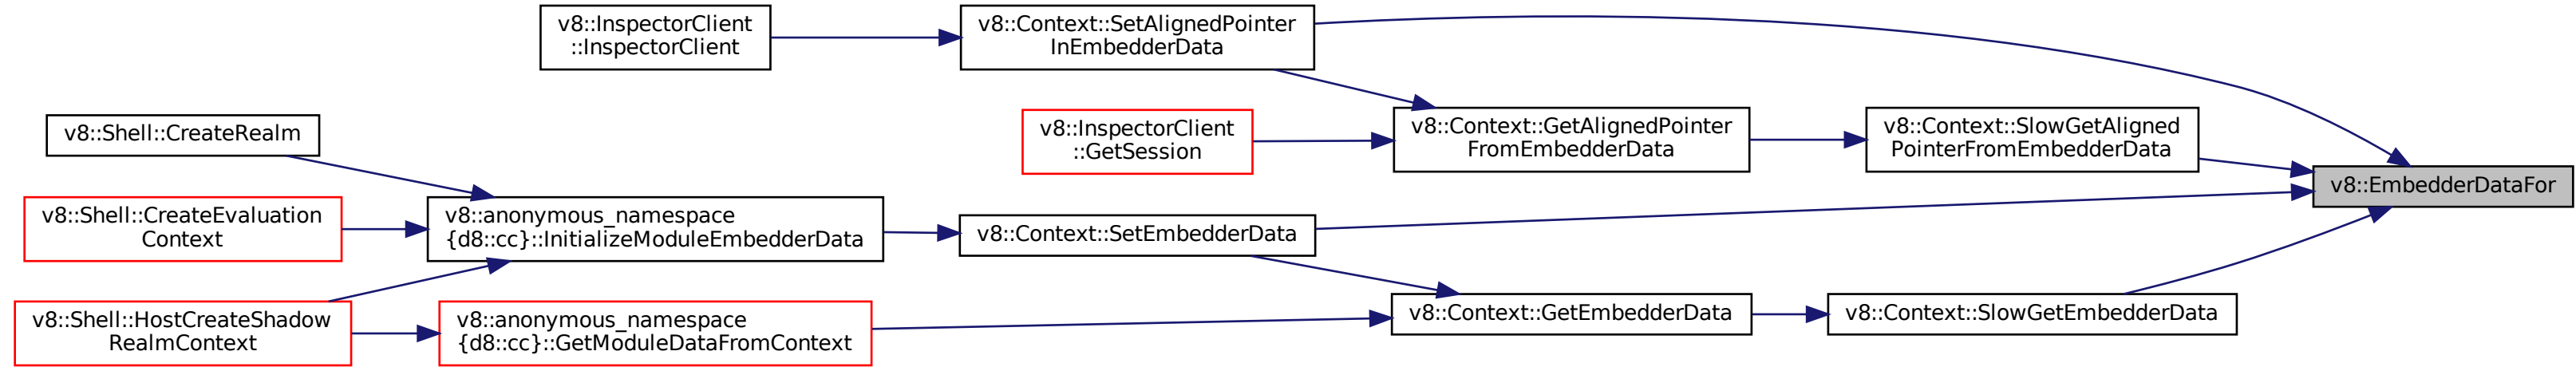 v8::InspectorClient
::InspectorClient
v8::Context::SetAlignedPointer
InEmbedderData
v8::Shell::CreateRealm
v8::InspectorClient
::GetSession
v8::Context::GetAlignedPointer
FromEmbedderData
v8::Context::SlowGetAligned
PointerFromEmbedderData
v8::EmbedderDataFor
v8::Shell::CreateEvaluation
Context
v8::anonymous_namespace
{d8::cc}::InitializeModuleEmbedderData
v8::Context::SetEmbedderData
v8::Shell::HostCreateShadow
RealmContext
v8::anonymous_namespace
{d8::cc}::GetModuleDataFromContext
v8::Context::GetEmbedderData
v8::Context::SlowGetEmbedderData